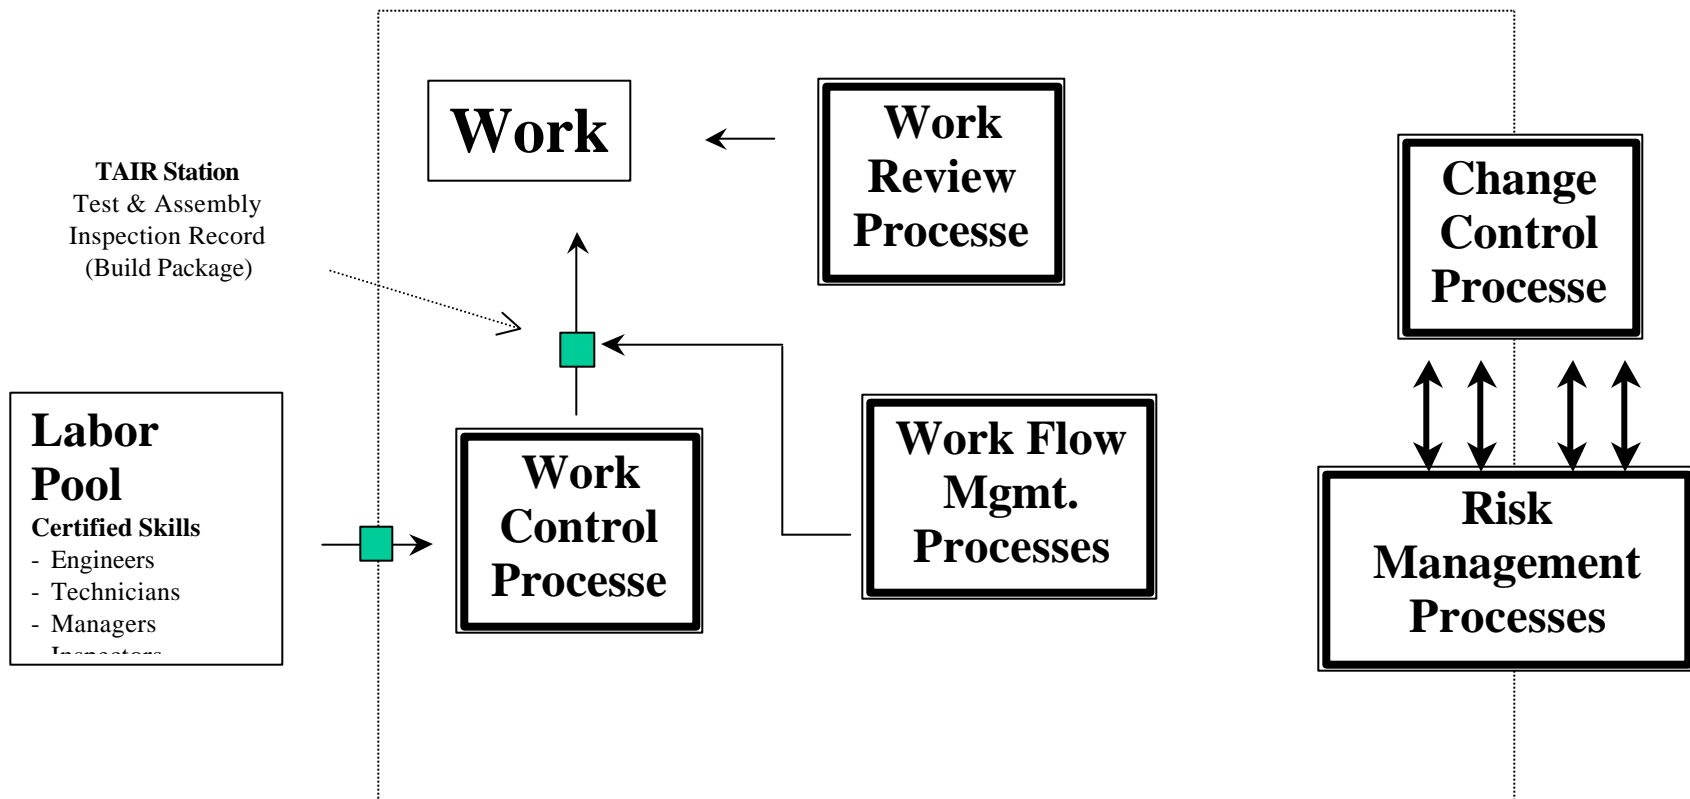 Work
Work
Review
Processe
Change
Control
Processe
TAIR Station
Test & Assembly
Inspection Record
(Build Package)
Labor
Pool
Certified Skills
- Engineers
- Technicians
- Managers
Work
Control
Processe
Work Flow
Mgmt.
Processes
Risk
Management
Processes